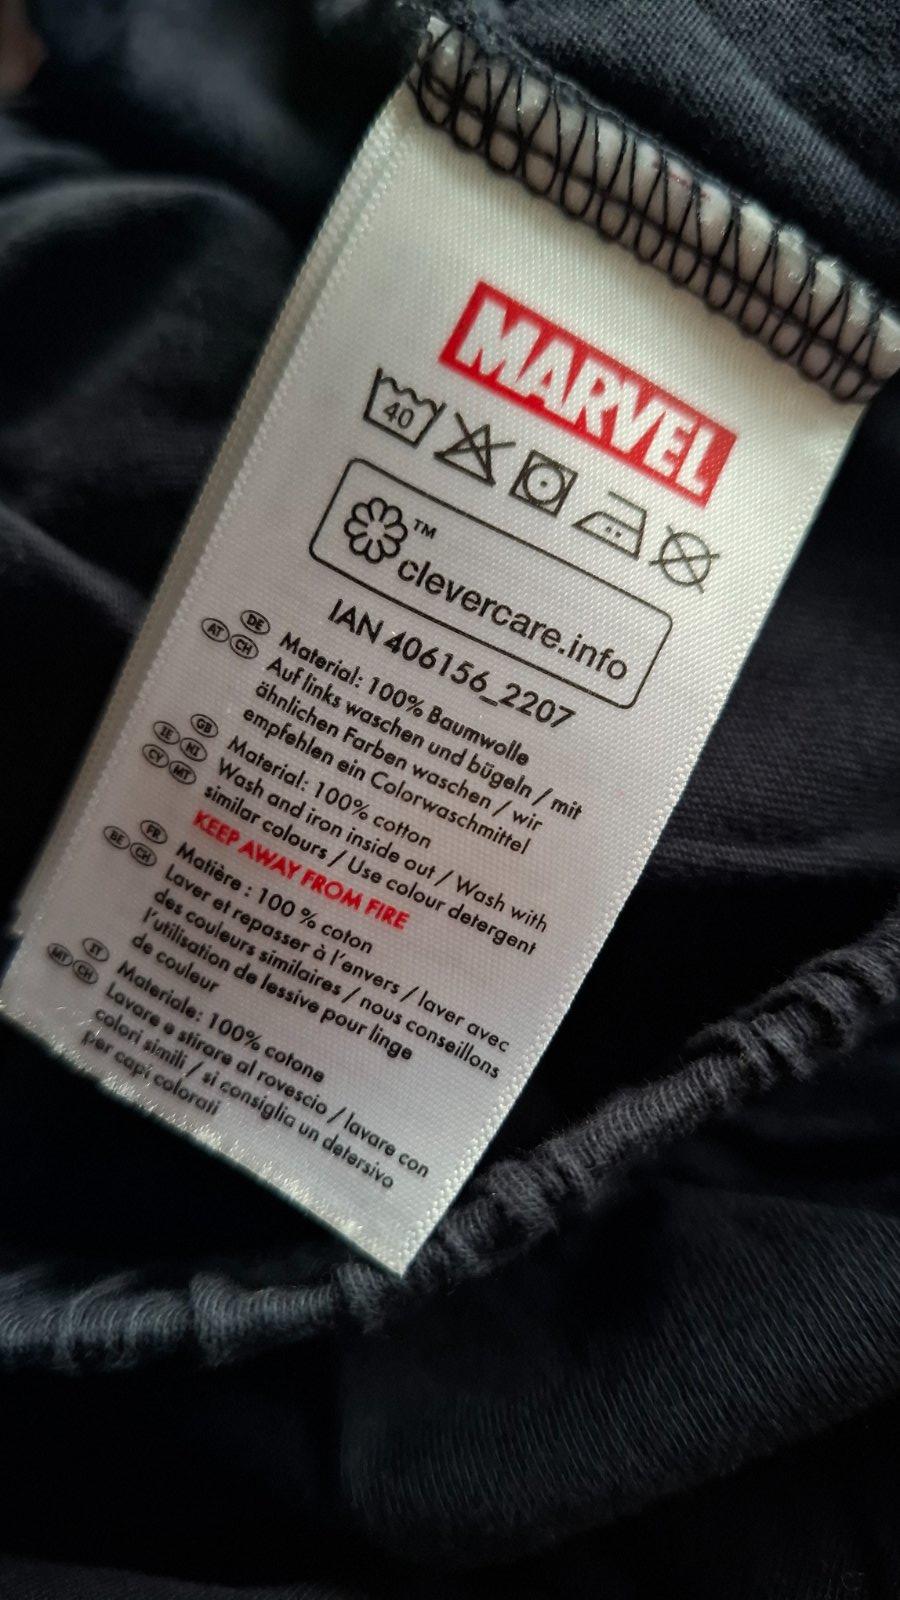 MARVEL
40
™
clevercare.info
IAN 406156_2207
DE
AT CH
Material: 100% Baumwolle
Auf links waschen und bügeln / mit
ähnlichen Farben waschen / wir
empfehlen ein Colorwaschmittel
GB
IE NI
CY MT
Material: 100% cotton
Wash and iron inside out / Wash with
similar colours / Use colour detergent
KEEP AWAY FROM FIRE
FR
BE CH
Matière : 100 % coton
Laver et repasser à l'envers / laver avec
des couleurs similaires / nous conseillons
l'utilisation de lessive pour linge
de couleur
IT
MT CH
Materiale: 100% cotone
Lavare e stirare al rovescio / lavare con
colori simili / si consiglia un detersivo
per capi colorati